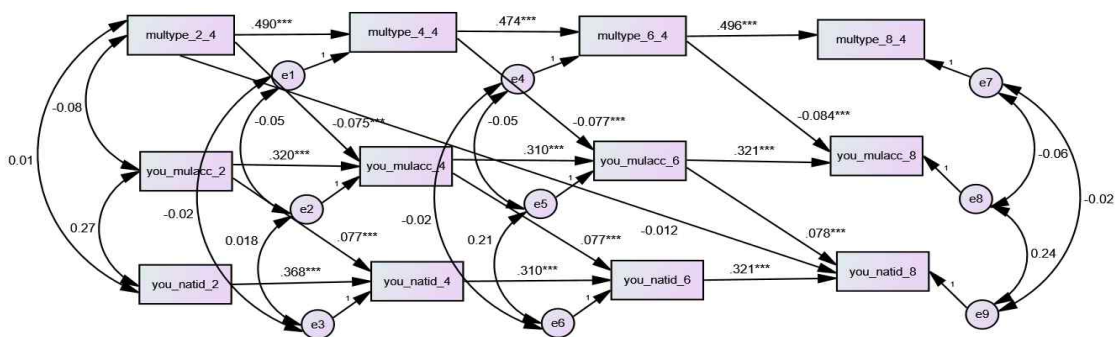 .490***
.474***
.496***
multype_2_4
multype_4_4
multype_6_4
multype_8_4
1
e1
1
e4
1
e7
-0.08
-0.05
-0.075***
-0.05
-0.077***
-0.084***
-0.06
0.01
.320***
.310***
.321***
you_mulacc_2
you_mulacc_4
you_mulacc_6
you_mulacc_8
1
e2
1
e5
1
e8
-0.02
-0.02
-0.02
0.27
0.018
.077***
0.21
.077***
-0.012
.078***
0.24
.368***
.310***
.321***
you_natid_2
you_natid_4
you_natid_6
you_natid_8
1
e3
1
e6
1
e9